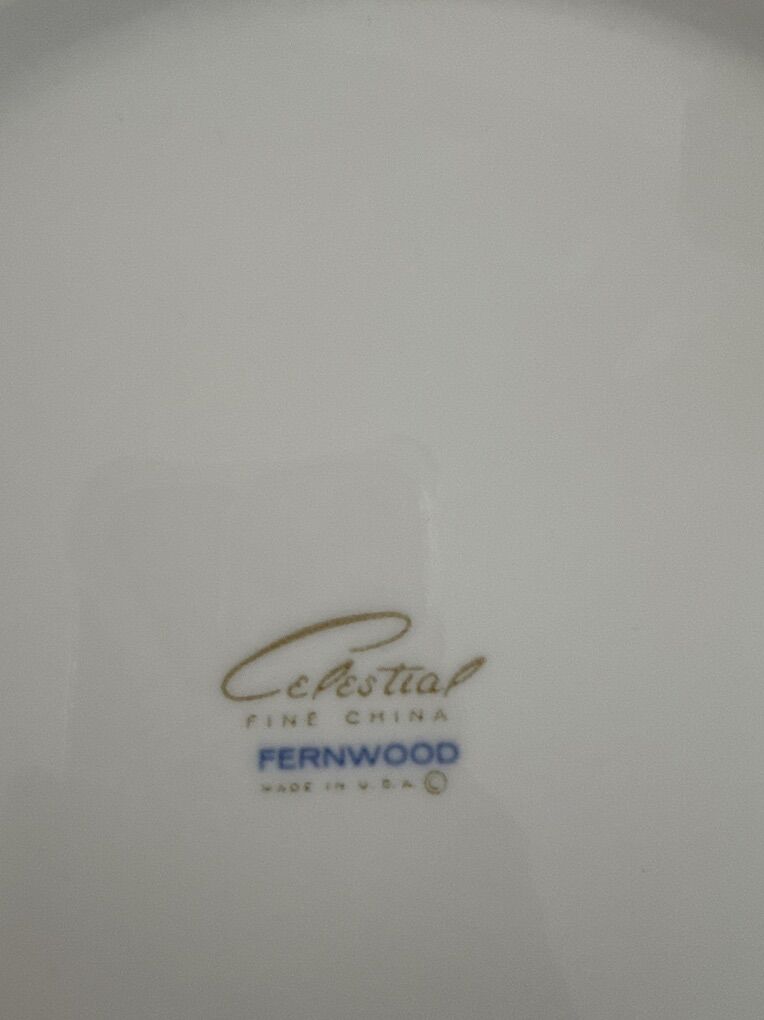 Celestial
FINE CHINA
FERNWOOD
MADE IN U.S.A. ©